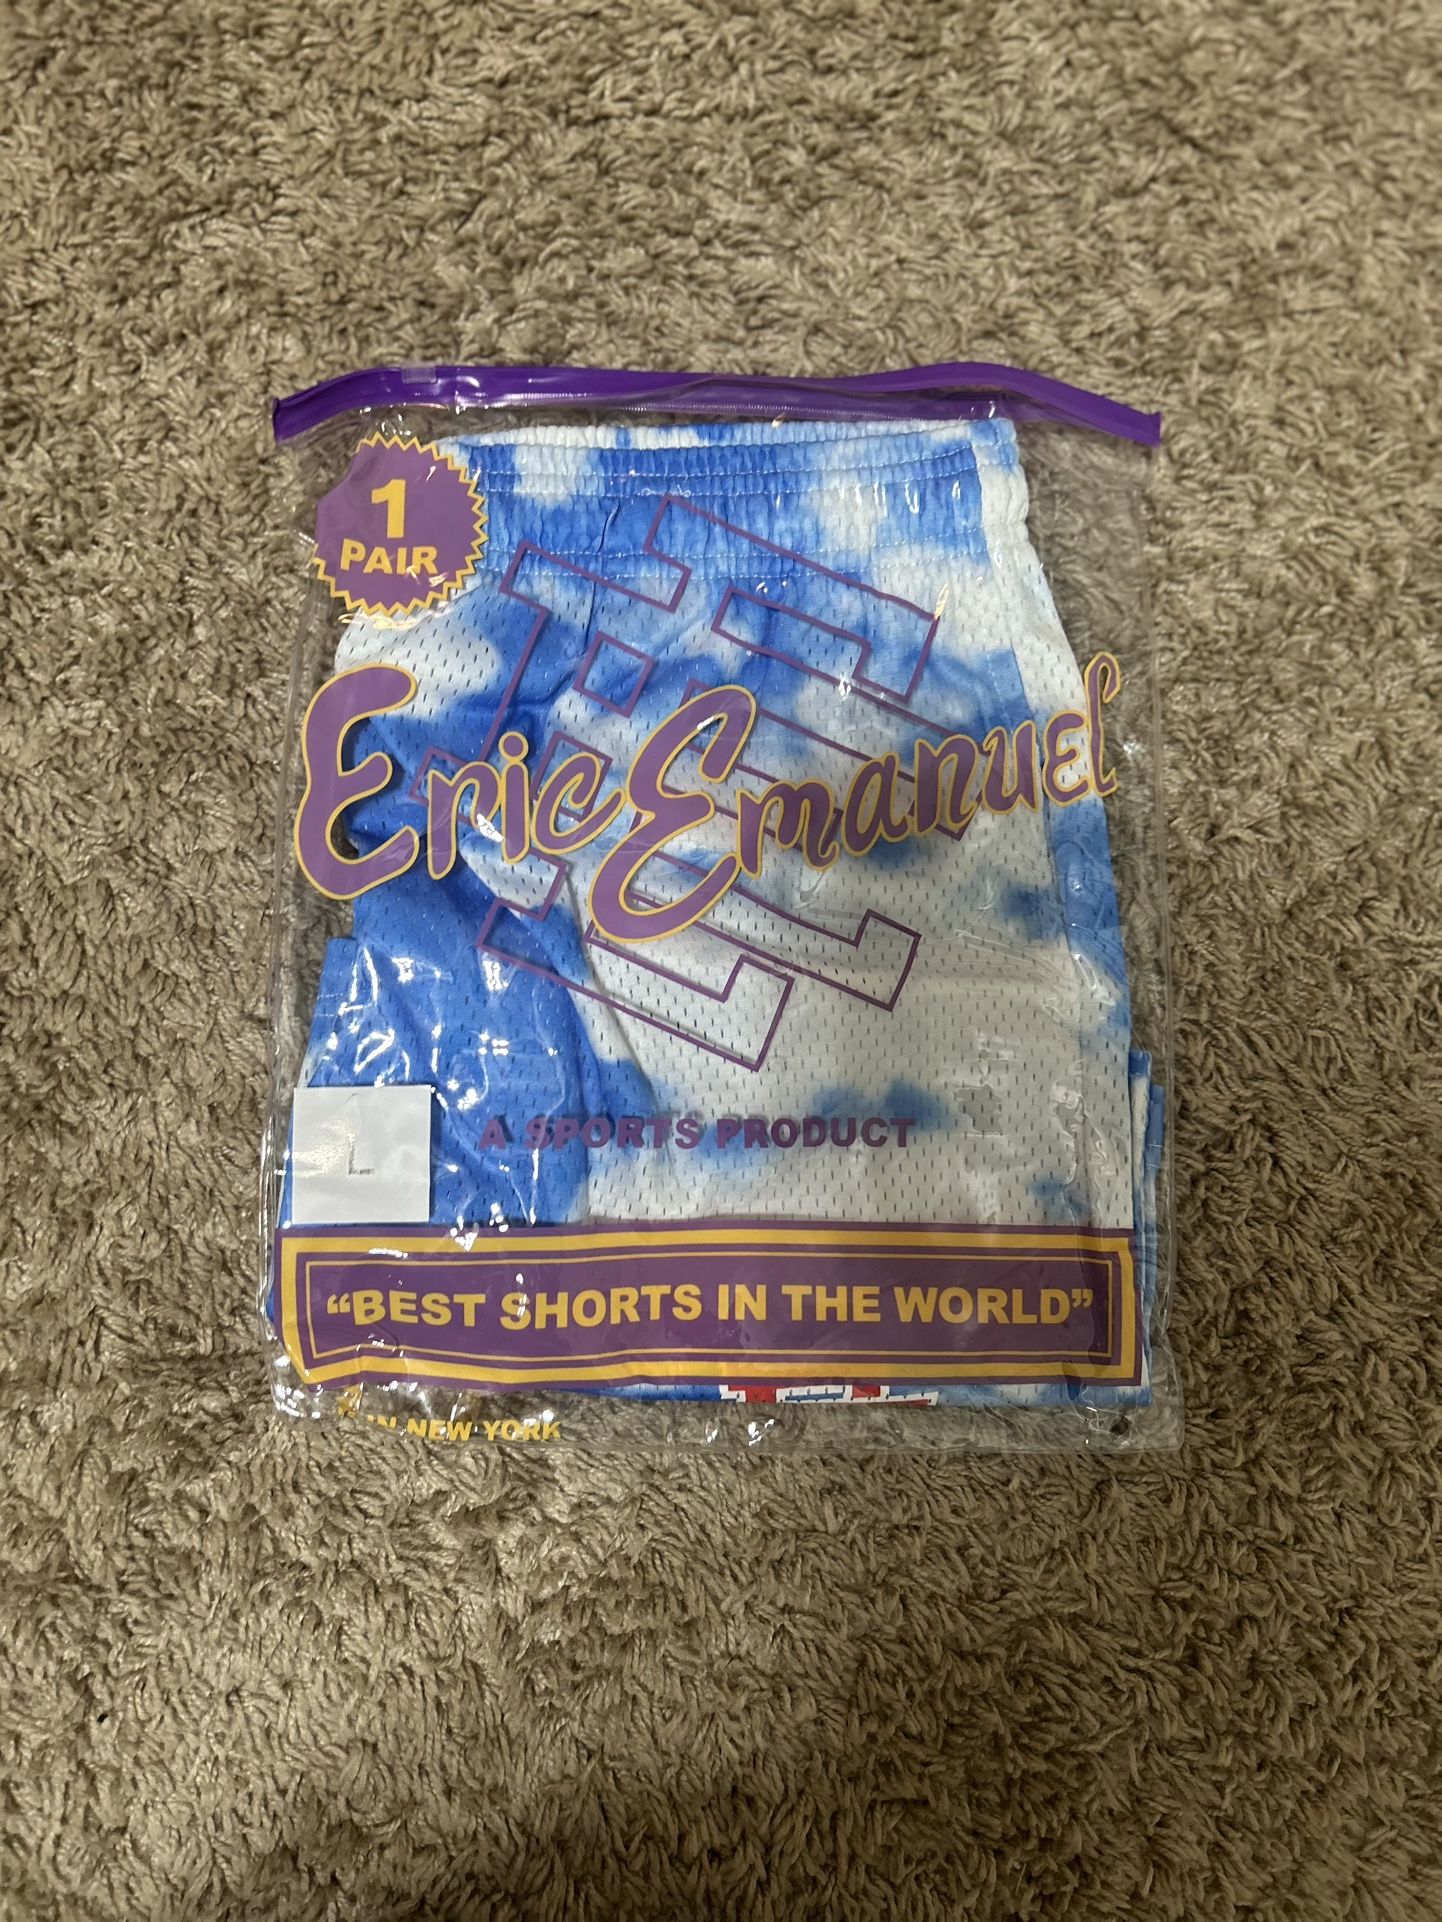 1
PAIR
Eric Emanuel
A SPORTS PRODUCT
L
“BEST SHORTS IN THE WORLD”
IN NEW YORK